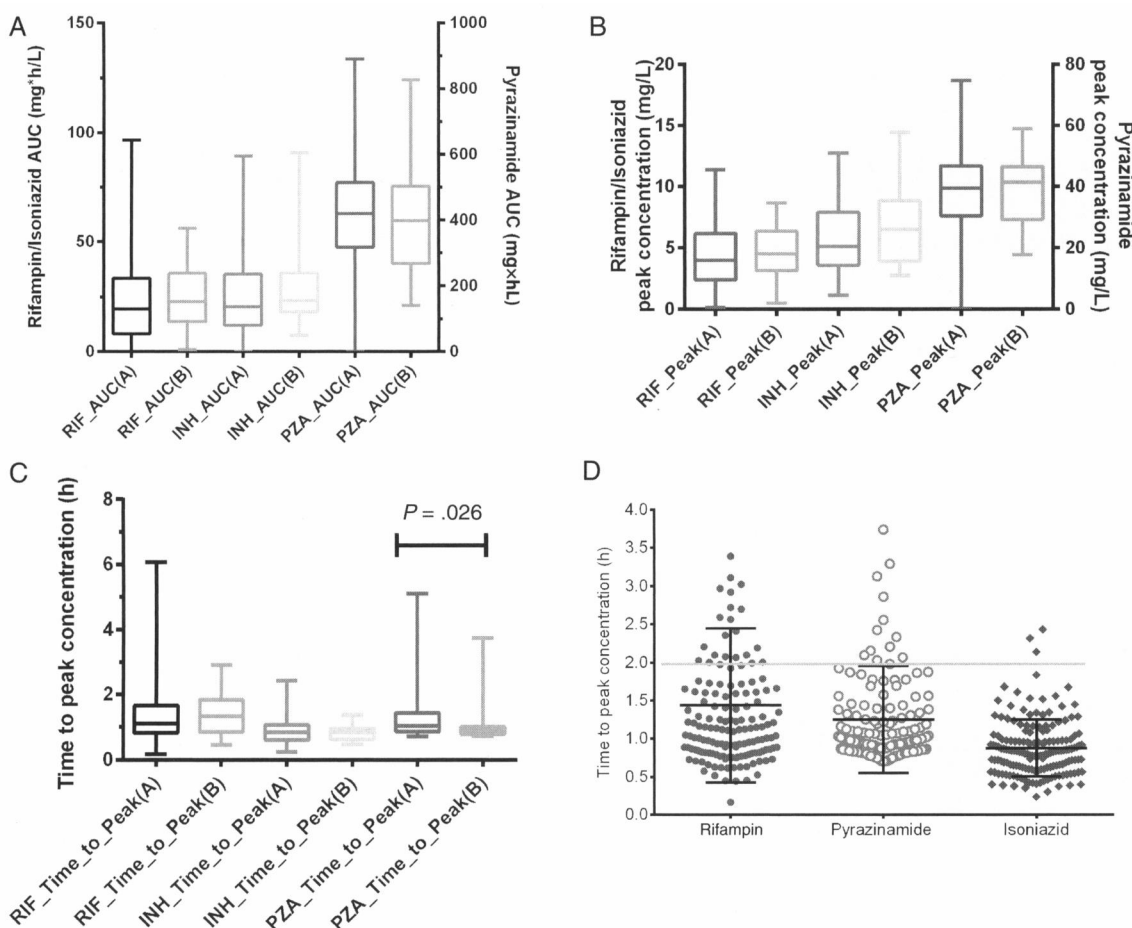 A
Rifampin/Isoniazid AUC (mg*h/L)
150
100
50
0
1000
800
600
400
200
0
Pyrazinamide AUC (mg×hL)
RIF_AUC(A)
RIF_AUC(B)
INH_AUC(A)
INH_AUC(B)
PZA_AUC(A)
PZA_AUC(B)
B
Rifampin/Isoniazid
peak concentration (mg/L)
20
15
10
5
0
80
60
40
20
0
Pyrazinamide
peak concentration (mg/L)
RIF_Peak(A)
RIF_Peak(B)
INH_Peak(A)
INH_Peak(B)
PZA_Peak(A)
PZA_Peak(B)
C
Time to peak concentration (h)
8
6
4
2
0
P = .026
RIF_Time_to_Peak(A)
RIF_Time_to_Peak(B)
INH_Time_to_Peak(A)
INH_Time_to_Peak(B)
PZA_Time_to_Peak(A)
PZA_Time_to_Peak(B)
D
Time to peak concentration (h)
4.0
3.5
3.0
2.5
2.0
1.5
1.0
0.5
0.0
Rifampin
Pyrazinamide
Isoniazid